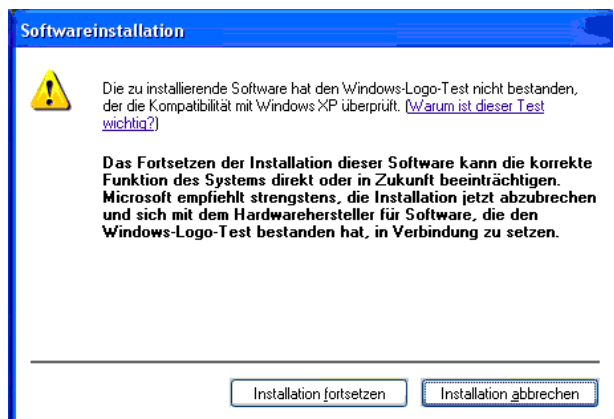 Softwareinstallation
Die zu installierende Software hat den Windows-Logo-Test nicht bestanden,
der die Kompatibilität mit Windows XP überprüft. (Warum ist dieser Test
wichtig?)
Das Fortsetzen der Installation dieser Software kann die korrekte
Funktion des Systems direkt oder in Zukunft beeinträchtigen.
Microsoft empfiehlt strengstens, die Installation jetzt abzubrechen
und sich mit dem Hardwarehersteller für Software, die den
Windows-Logo-Test bestanden hat, in Verbindung zu setzen.
Installation fortsetzen
Installation abbrechen